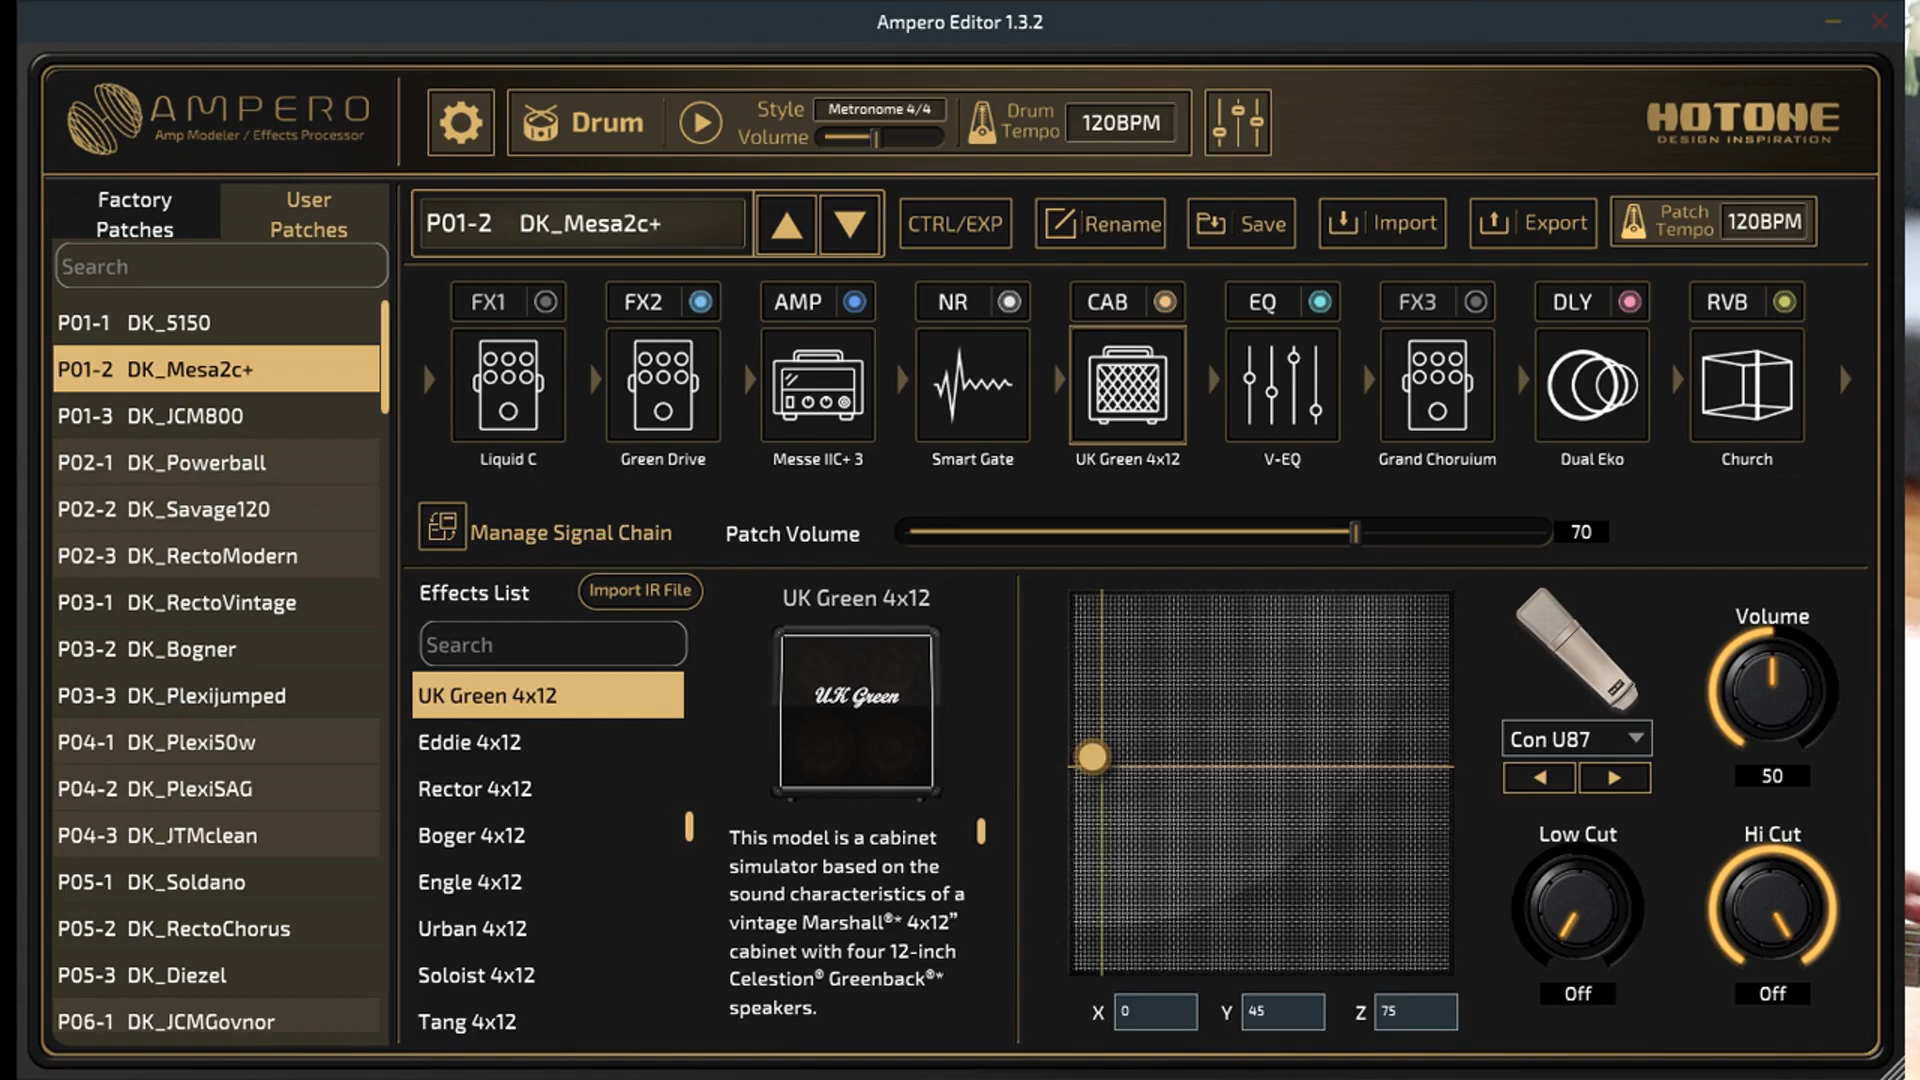 Ampero Editor 1.3.2
AMPERO
Amp Modeler / Effects Processor
Drum
Style
Metronome 4/4
Volume
Drum
Tempo
120BPM
HOTONE
DESIGN INSPIRATION
Factory
Patches
User
Patches
Search
P01-1 DK_5150
P01-2 DK_Mesa2c+
P01-3 DK_JCM800
P02-1 DK_Powerball
P02-2 DK_Savage120
P02-3 DK_RectoModern
P03-1 DK_RectoVintage
P03-2 DK_Bogner
P03-3 DK_Plexijumped
P04-1 DK_Plexi50w
P04-2 DK_PlexiSAG
P04-3 DK_JTMclean
P05-1 DK_Soldano
P05-2 DK_RectoChorus
P05-3 DK_Diezel
P06-1 DK_JCMGovnor
P01-2 DK_Mesa2c+
CTRL/EXP
Rename
Save
Import
Export
Patch
Tempo
120BPM
FX1
FX2
AMP
NR
CAB
EQ
FX3
DLY
RVB
Liquid C
Green Drive
Messe IIC+ 3
Smart Gate
UK Green 4x12
V-EQ
Grand Choruium
Dual Eko
Church
Manage Signal Chain
Patch Volume
70
Effects List
Import IR File
Search
UK Green 4x12
Eddie 4x12
Rector 4x12
Boger 4x12
Engle 4x12
Urban 4x12
Soloist 4x12
Tang 4x12
UK Green 4x12
UK Green
This model is a cabinet
simulator based on the
sound characteristics of a
vintage Marshall®* 4x12”
cabinet with four 12-inch
Celestion® Greenback®*
speakers.
X 0 Y 45 Z 75
Con U87
Volume
50
Low Cut
Off
Hi Cut
Off